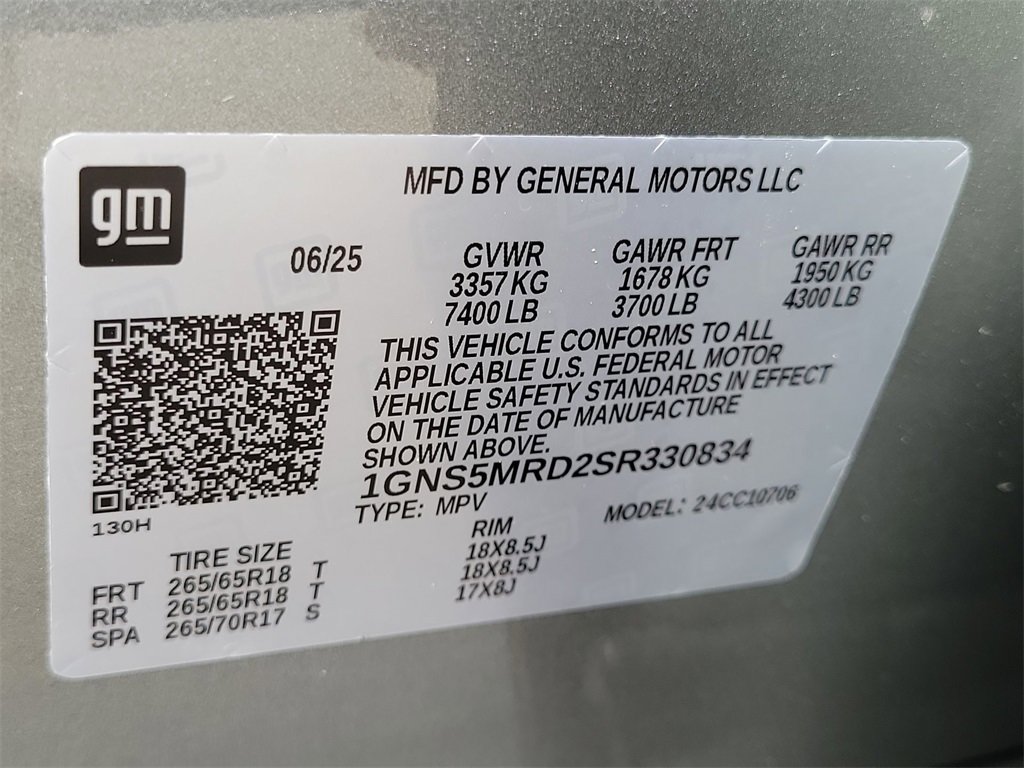 gm
MFD BY GENERAL MOTORS LLC
06/25 GVWR GAWR FRT GAWR RR
3357 KG 1678 KG 1950 KG
7400 LB 3700 LB 4300 LB
THIS VEHICLE CONFORMS TO ALL
APPLICABLE U.S. FEDERAL MOTOR
VEHICLE SAFETY STANDARDS IN EFFECT
ON THE DATE OF MANUFACTURE
SHOWN ABOVE.
1GNS5MRD2SR330834
TYPE: MPV MODEL: 24CC10706
130H
TIRE SIZE RIM
FRT 265/65R18 T 18X8.5J
RR 265/65R18 T 18X8.5J
SPA 265/70R17 S 17X8J